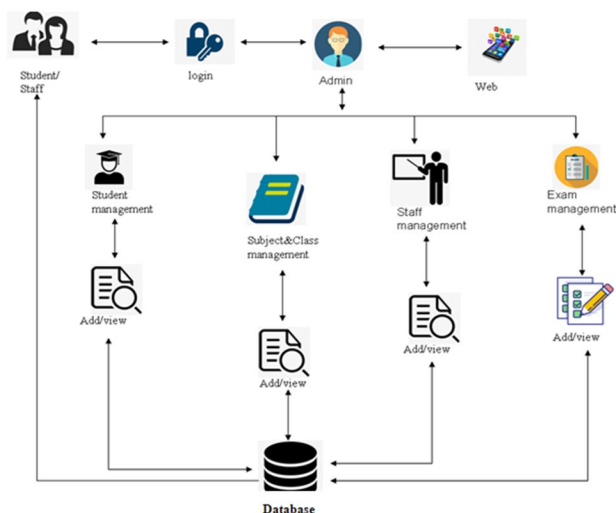 Student/
Staff
login
Admin
Web
Student
management
Subject&Class
management
Staff
management
Exam
management
Add/view
Add/view
Add/view
Add/view
Database